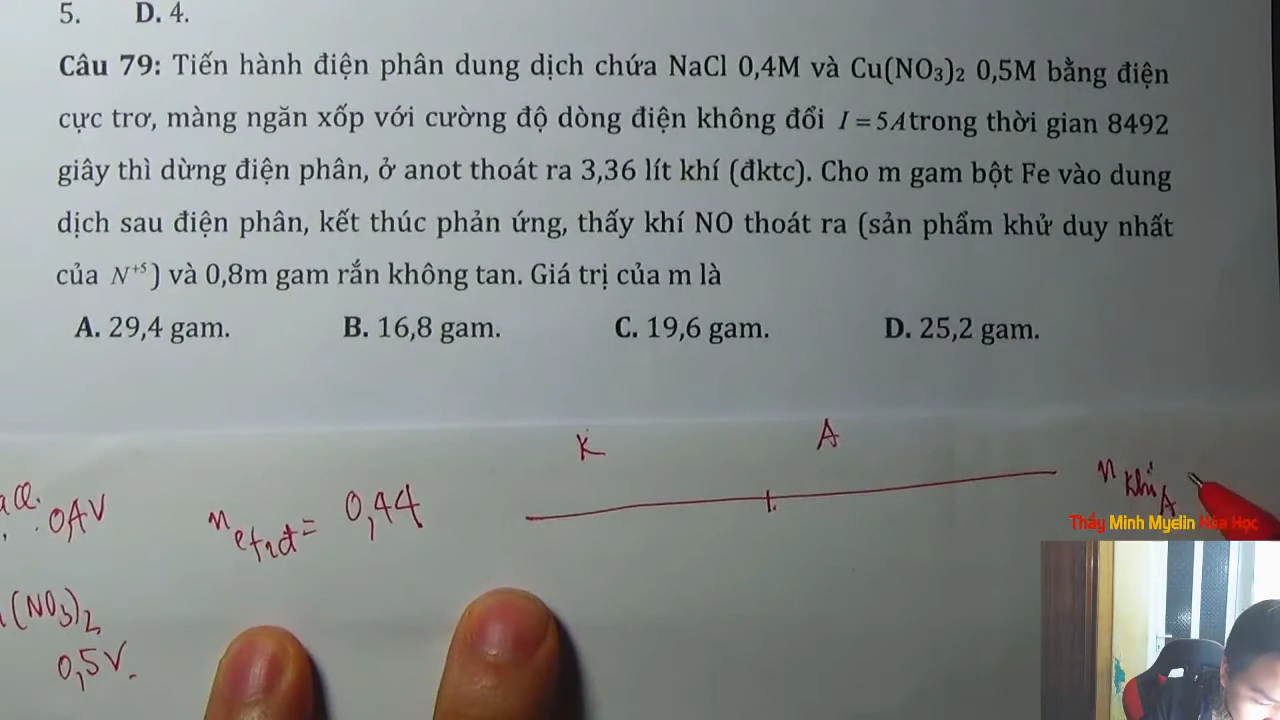 5. D. 4.
Câu 79: Tiến hành điện phân dung dịch chứa NaCl 0,4M và Cu(NO₃)₂ 0,5M bằng điện
cực trơ, màng ngăn xốp với cường độ dòng điện không đổi I = 5A trong thời gian 8492
giây thì dừng điện phân, ở anot thoát ra 3,36 lít khí (đktc). Cho m gam bột Fe vào dung
dịch sau điện phân, kết thúc phản ứng, thấy khí NO thoát ra (sản phẩm khử duy nhất
của N⁺⁵) và 0,8m gam rắn không tan. Giá trị của m là
A. 29,4 gam. B. 16,8 gam. C. 19,6 gam. D. 25,2 gam.
K A
n khí A
aCl. 0,4V
n e trđ = 0,44
Thầy Minh Myelin Hóa Học
(NO₃)₂
0,5V.